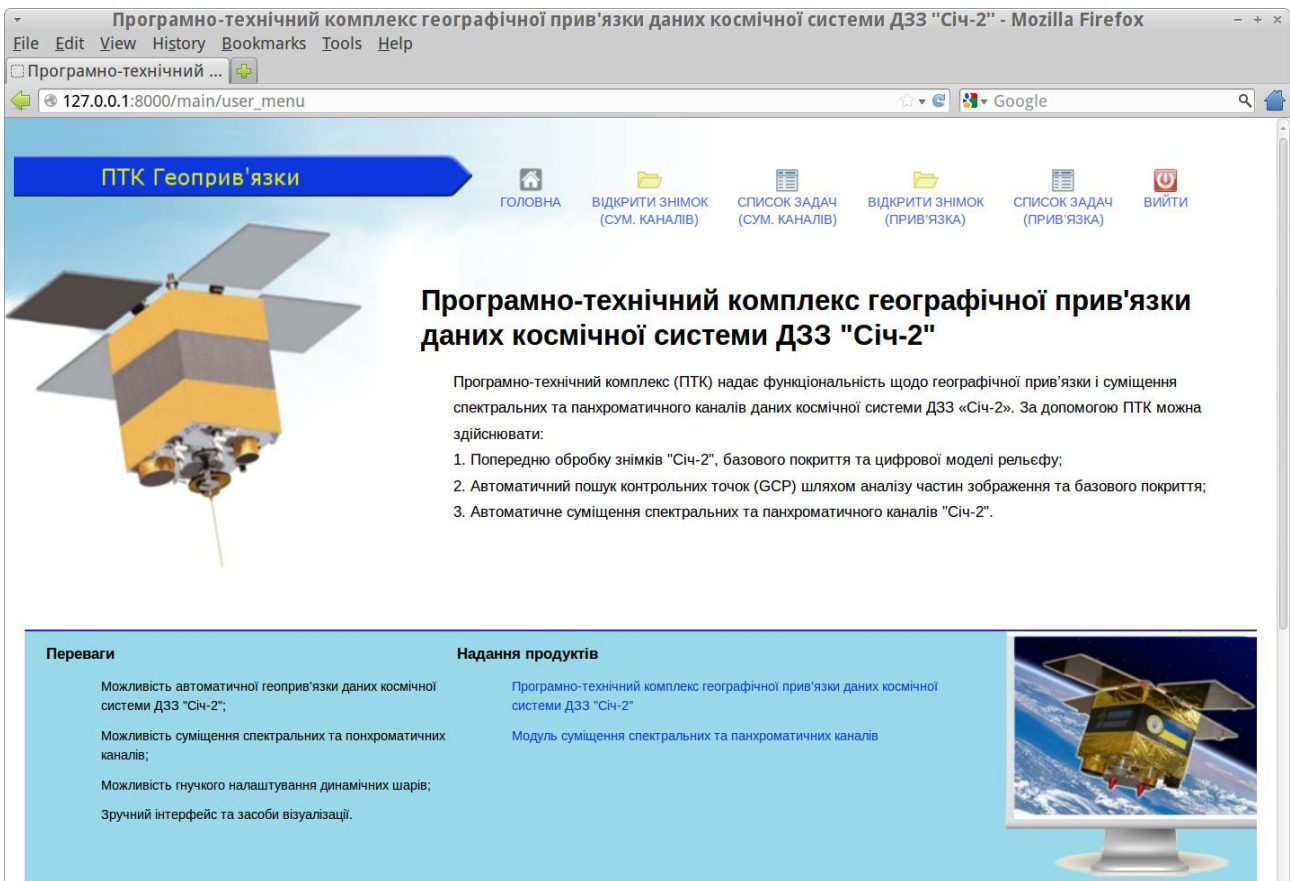 Програмно-технічний комплекс географічної прив'язки даних космічної системи ДЗЗ "Січ-2" - Mozilla Firefox
File Edit View History Bookmarks Tools Help
Програмно-технічний ...
127.0.0.1:8000/main/user_menu
Google
ПТК Геоприв'язки
ГОЛОВНА
ВІДКРИТИ ЗНІМОК
(СУМ. КАНАЛІВ)
СПИСОК ЗАДАЧ
(СУМ. КАНАЛІВ)
ВІДКРИТИ ЗНІМОК
(ПРИВ'ЯЗКА)
СПИСОК ЗАДАЧ
(ПРИВ'ЯЗКА)
ВИЙТИ
Програмно-технічний комплекс географічної прив'язки
даних космічної системи ДЗЗ "Січ-2"
Програмно-технічний комплекс (ПТК) надає функціональність щодо географічної прив’язки і суміщення
спектральних та панхроматичного каналів даних космічної системи ДЗЗ «Січ-2». За допомогою ПТК можна
здійснювати:
1. Попередню обробку знімків "Січ-2", базового покриття та цифрової моделі рельєфу;
2. Автоматичний пошук контрольних точок (GCP) шляхом аналізу частин зображення та базового покриття;
3. Автоматичне суміщення спектральних та панхроматичного каналів "Січ-2".
Переваги
Можливість автоматичної геоприв'язки даних космічної
системи ДЗЗ "Січ-2";
Можливість суміщення спектральних та понхроматичних
каналів;
Можливість гнучкого налаштування динамічних шарів;
Зручний інтерфейс та засоби візуалізації.
Надання продуктів
Програмно-технічний комплекс географічної прив'язки даних космічної
системи ДЗЗ "Січ-2"
Модуль суміщення спектральних та панхроматичних каналів